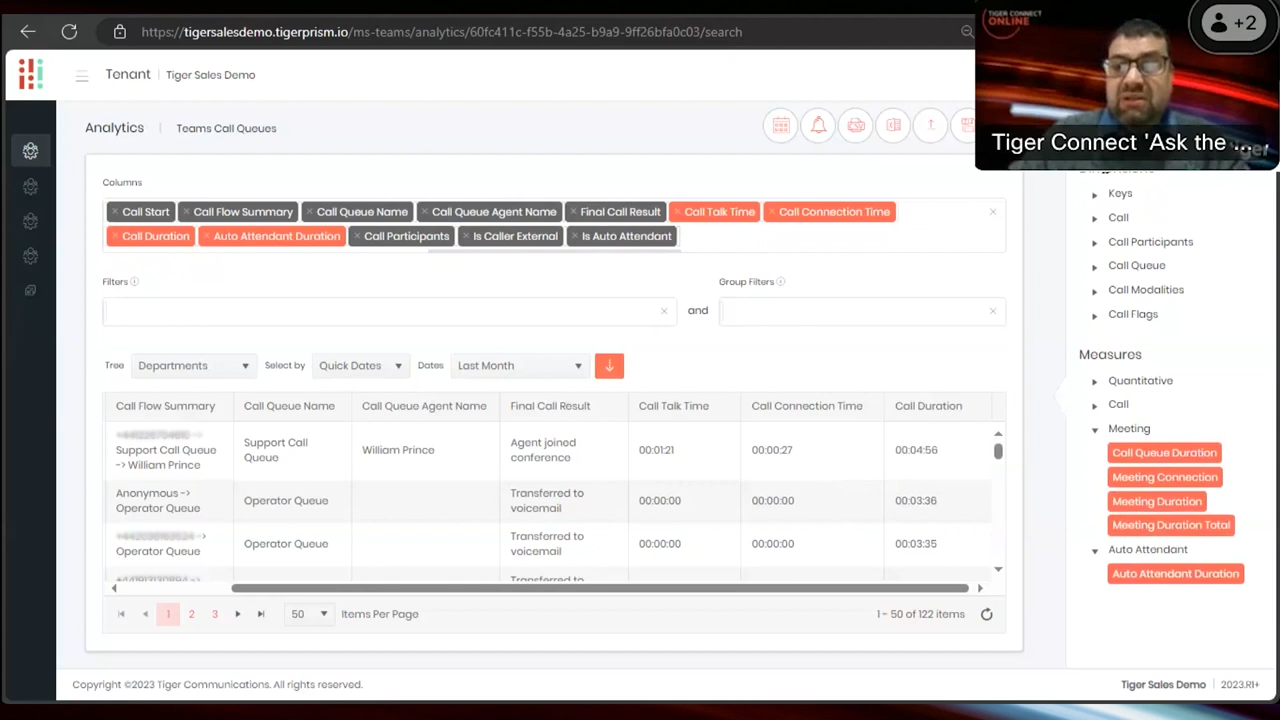 https://tigersalesdemo.tigerprism.io/ms-teams/analytics/60fc411c-f55b-4a25-b9a9-9ff26bfa0c03/search
TIGER CONNECT
ONLINE
+2
Tiger Connect 'Ask the ...
Tenant | Tiger Sales Demo
Analytics | Teams Call Queues
Columns
× Call Start × Call Flow Summary × Call Queue Name × Call Queue Agent Name × Final Call Result × Call Talk Time × Call Connection Time
× Call Duration × Auto Attendant Duration × Call Participants × Is Caller External × Is Auto Attendant
Filters
Group Filters
and
Tree Departments Select by Quick Dates Dates Last Month
Call Flow Summary Call Queue Name Call Queue Agent Name Final Call Result Call Talk Time Call Connection Time Call Duration
Support Call Queue -> William Prince
Support Call Queue
William Prince
Agent joined conference
00:01:21
00:00:27
00:04:56
Anonymous -> Operator Queue
Operator Queue
Transferred to voicemail
00:00:00
00:00:00
00:03:36
-> Operator Queue
Operator Queue
Transferred to voicemail
00:00:00
00:00:00
00:03:35
Transferred to
1 2 3 50 Items Per Page 1 - 50 of 122 items
Keys
Call
Call Participants
Call Queue
Call Modalities
Call Flags
Measures
Quantitative
Call
Meeting
Call Queue Duration
Meeting Connection
Meeting Duration
Meeting Duration Total
Auto Attendant
Auto Attendant Duration
Copyright ©2023 Tiger Communications. All rights reserved.
Tiger Sales Demo | 2023.R1+